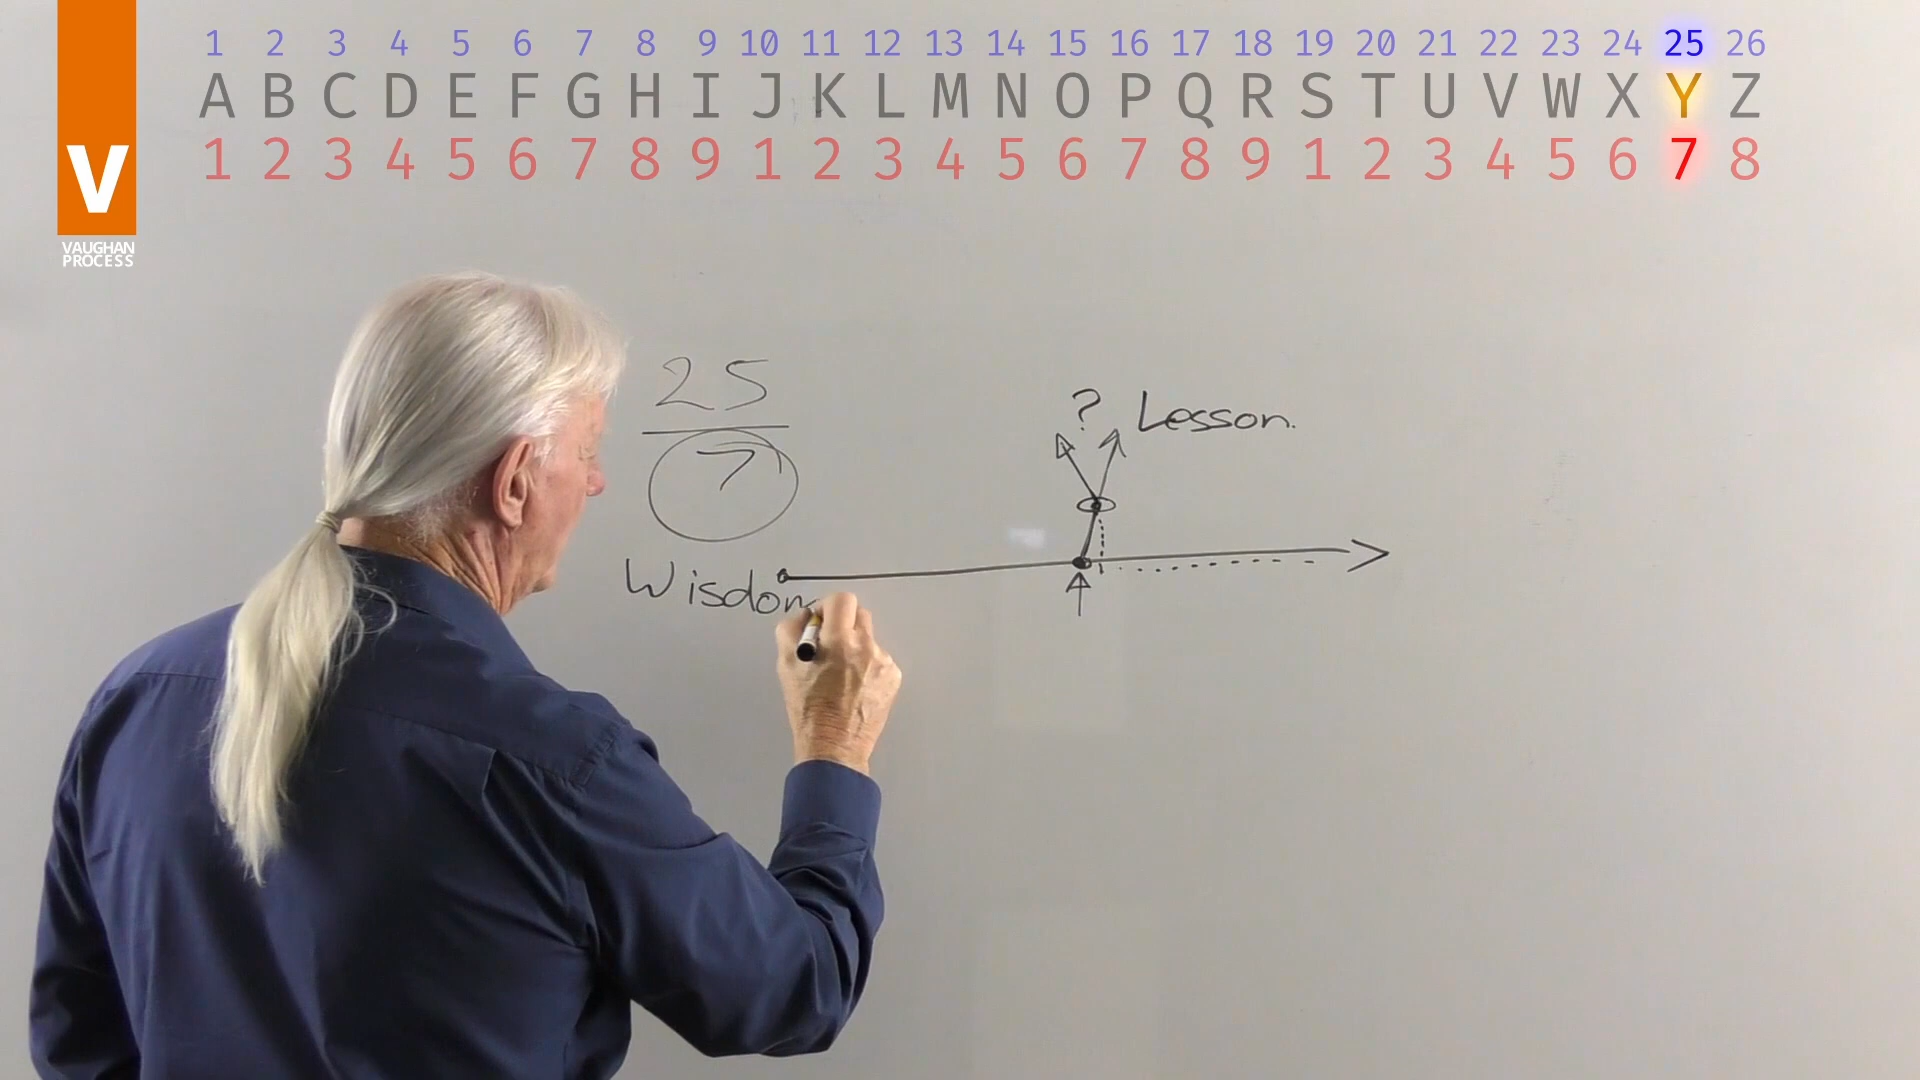 1 2 3 4 5 6 7 8 9 10 11 12 13 14 15 16 17 18 19 20 21 22 23 24 25 26
A B C D E F G H I J K L M N O P Q R S T U V W X Y Z
1 2 3 4 5 6 7 8 9 1 2 3 4 5 6 7 8 9 1 2 3 4 5 6 7 8
V
VAUGHAN
PROCESS
25
7
? Lesson.
Wisdom